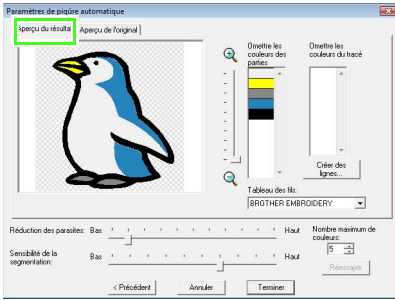 Paramètres de piqûre automatique
Aperçu du résultat Aperçu de l'original
Omettre les couleurs des parties
Omettre les couleurs du tracé
Créer des lignes...
Tableau des fils:
BROTHER EMBROIDERY
Réduction des parasites: Bas Haut
Nombre maximum de couleurs:
5
Sensibilité de la segmentation: Bas Haut
Réessayer
< Précédent Annuler Terminer